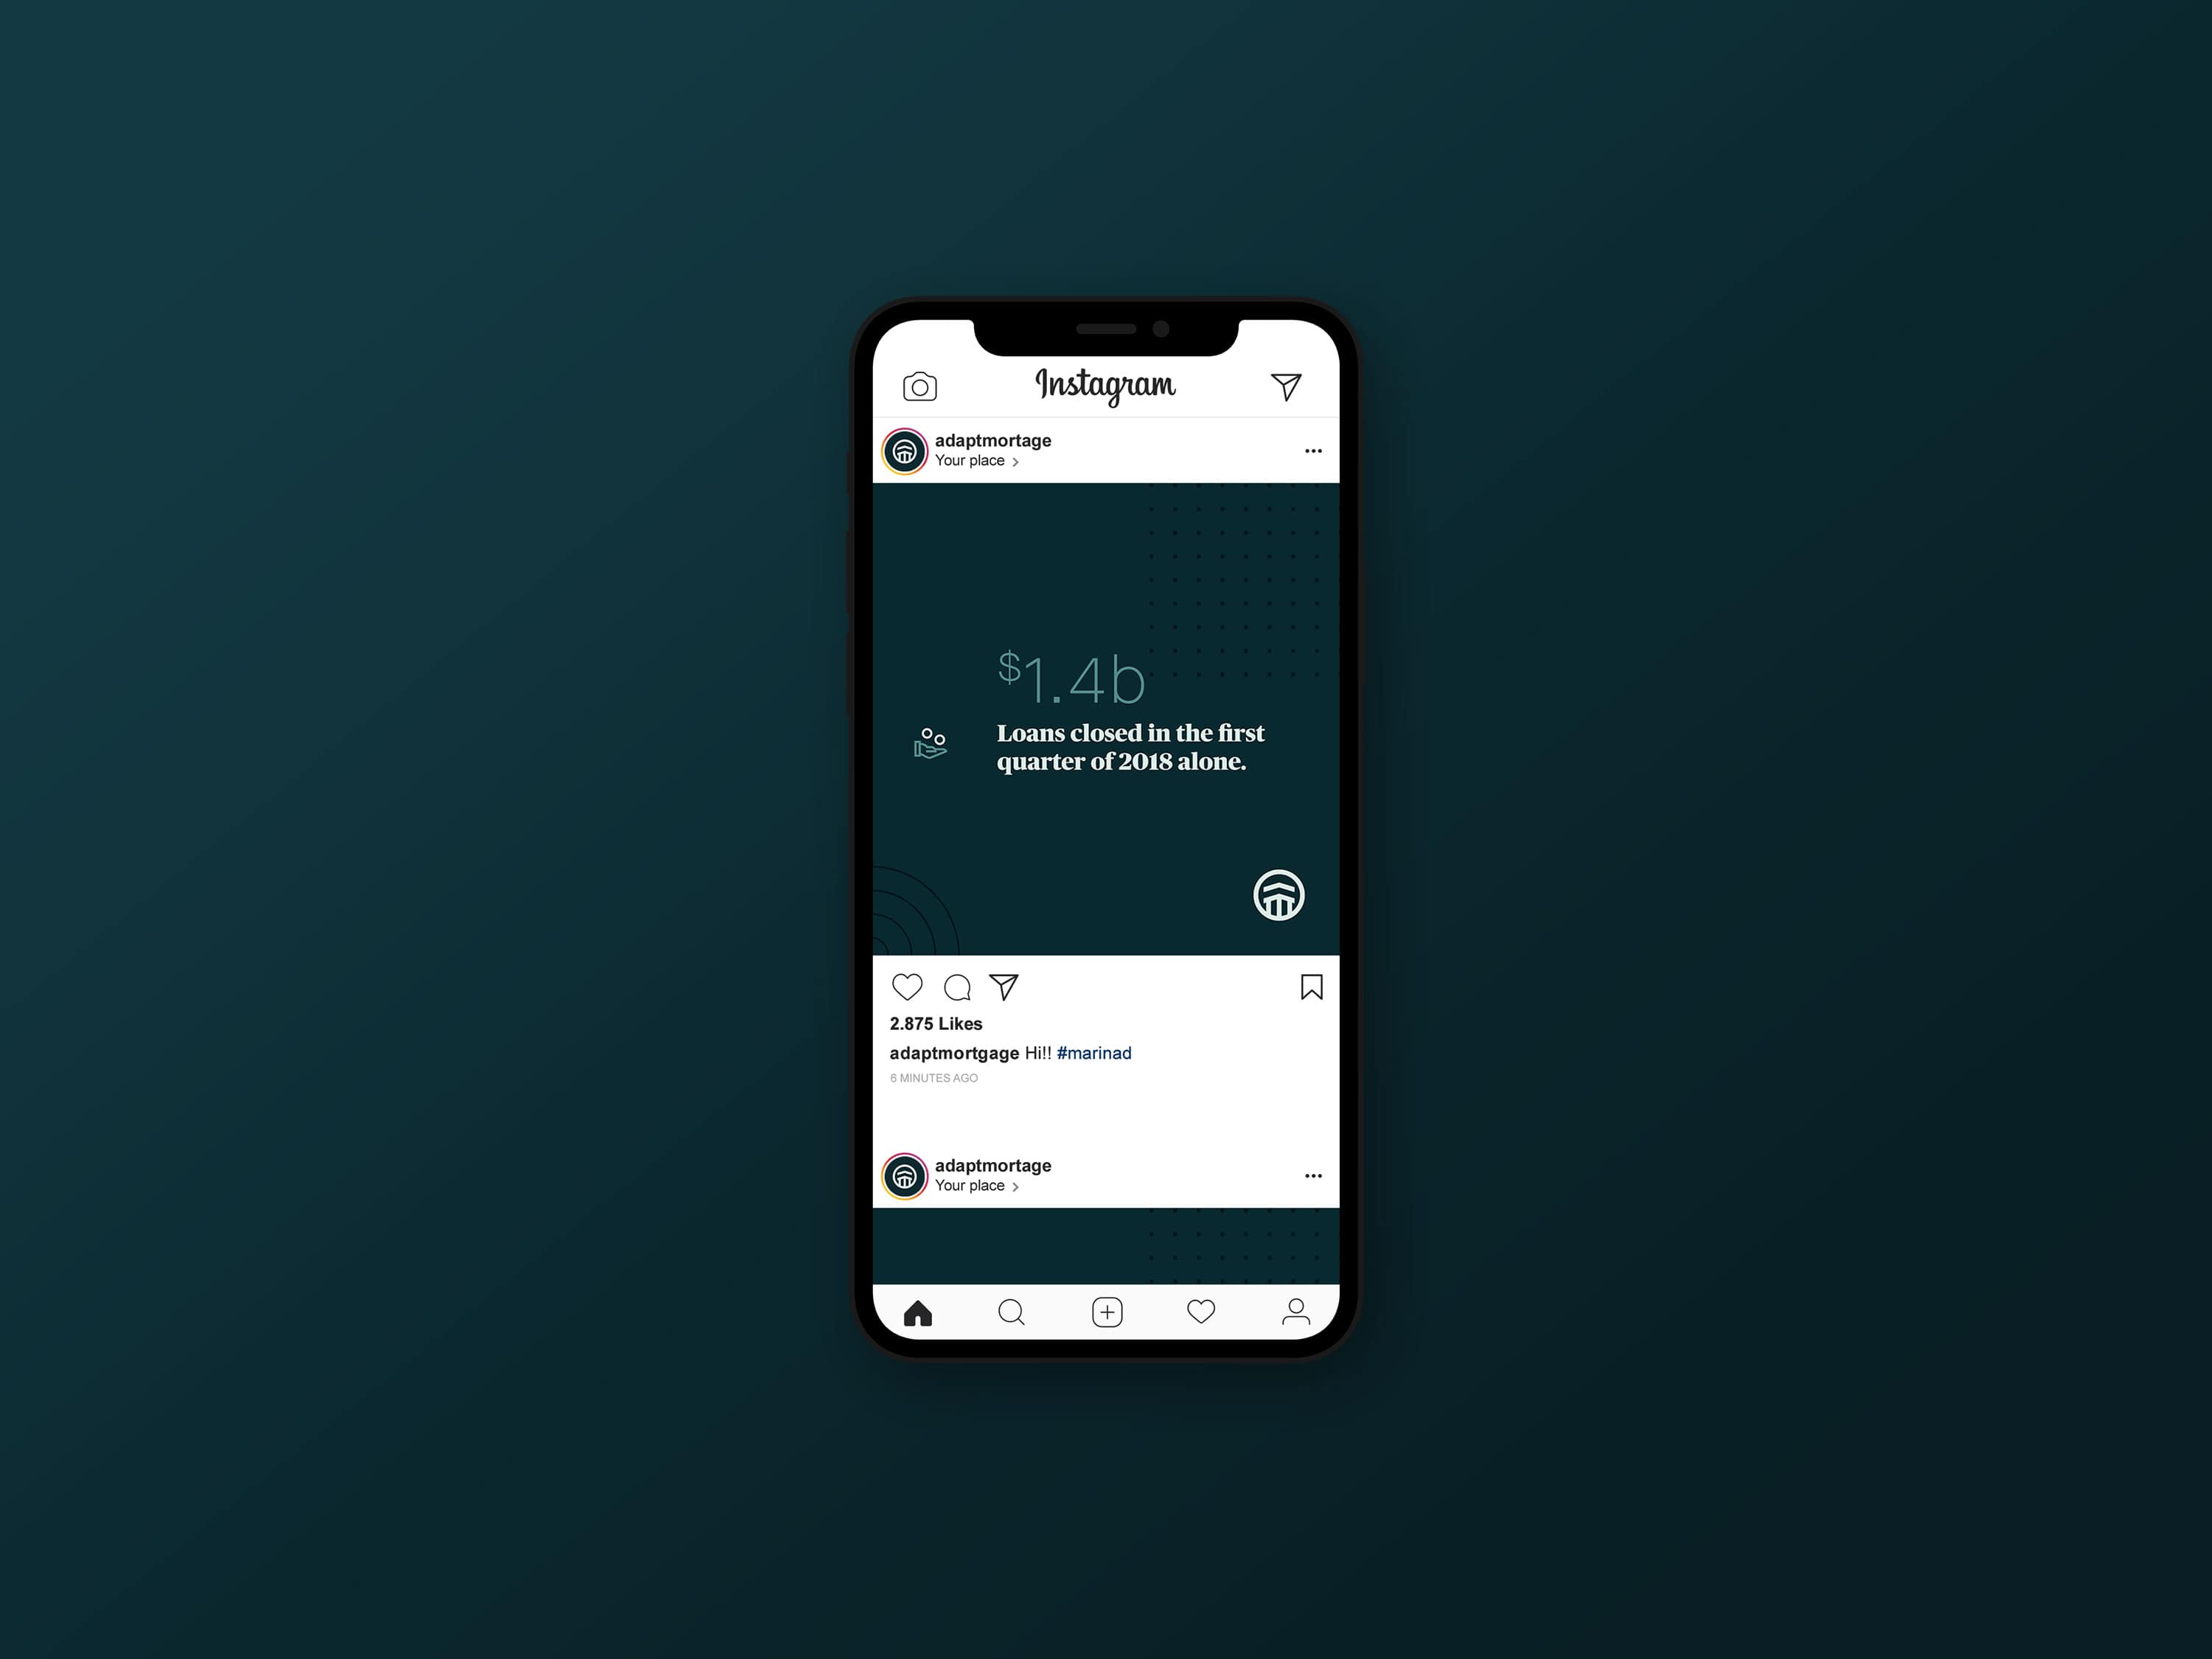 Instagram
adaptmortage
Your place >
$1.4b
Loans closed in the first
quarter of 2018 alone.
2.875 Likes
adaptmortgage Hi!! #marinad
6 MINUTES AGO
adaptmortage
Your place >